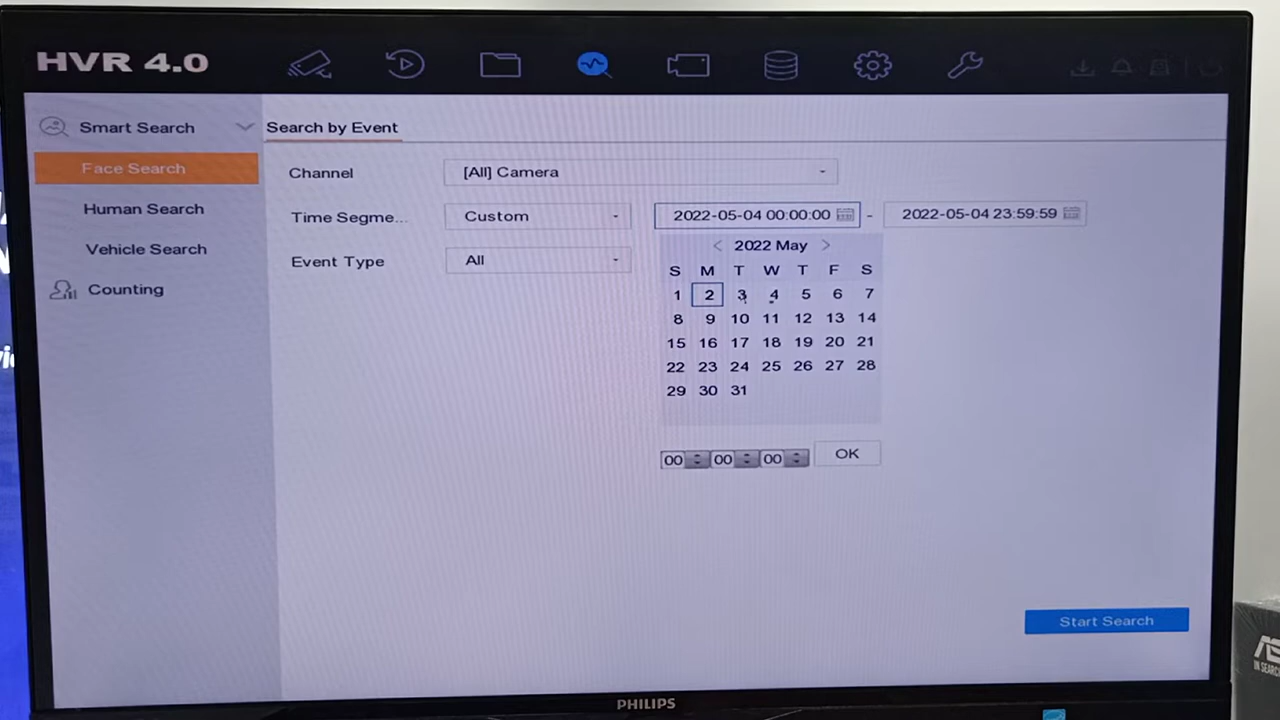 HVR 4.0
Smart Search
Search by Event
Face Search
Channel
[All] Camera
Human Search
Time Segme...
Custom
2022-05-04 00:00:00 - 2022-05-04 23:59:59
Vehicle Search
Event Type
All
< 2022 May >
S M T W T F S
1 2 3 4 5 6 7
8 9 10 11 12 13 14
15 16 17 18 19 20 21
22 23 24 25 26 27 28
29 30 31
Counting
00 00 00
OK
Start Search
PHILIPS
IN SEARCH